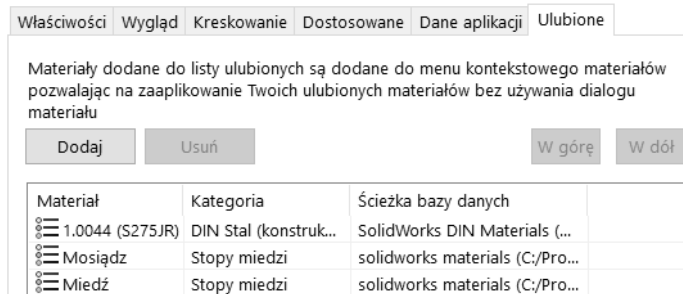 Właściwości Wygląd Kreskowanie Dostosowane Dane aplikacji Ulubione
Materiały dodane do listy ulubionych są dodane do menu kontekstowego materiałów
pozwalając na zaaplikowanie Twoich ulubionych materiałów bez używania dialogu
materiału
Dodaj Usuń W górę W dół
Materiał Kategoria Ścieżka bazy danych
1.0044 (S275JR) DIN Stal (konstruk... SolidWorks DIN Materials (...
Mosiądz Stopy miedzi solidworks materials (C:/Pro...
Miedź Stopy miedzi solidworks materials (C:/Pro...